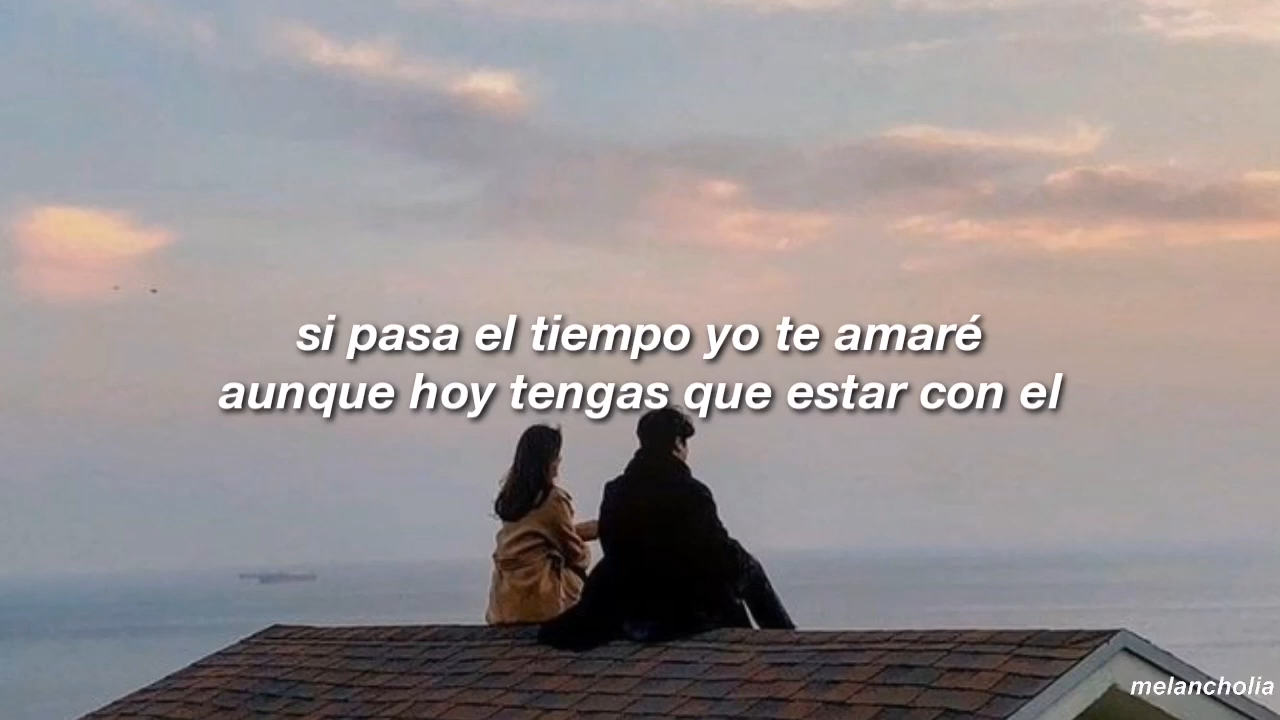 si pasa el tiempo yo te amaré
aunque hoy tengas que estar con el
melancholia